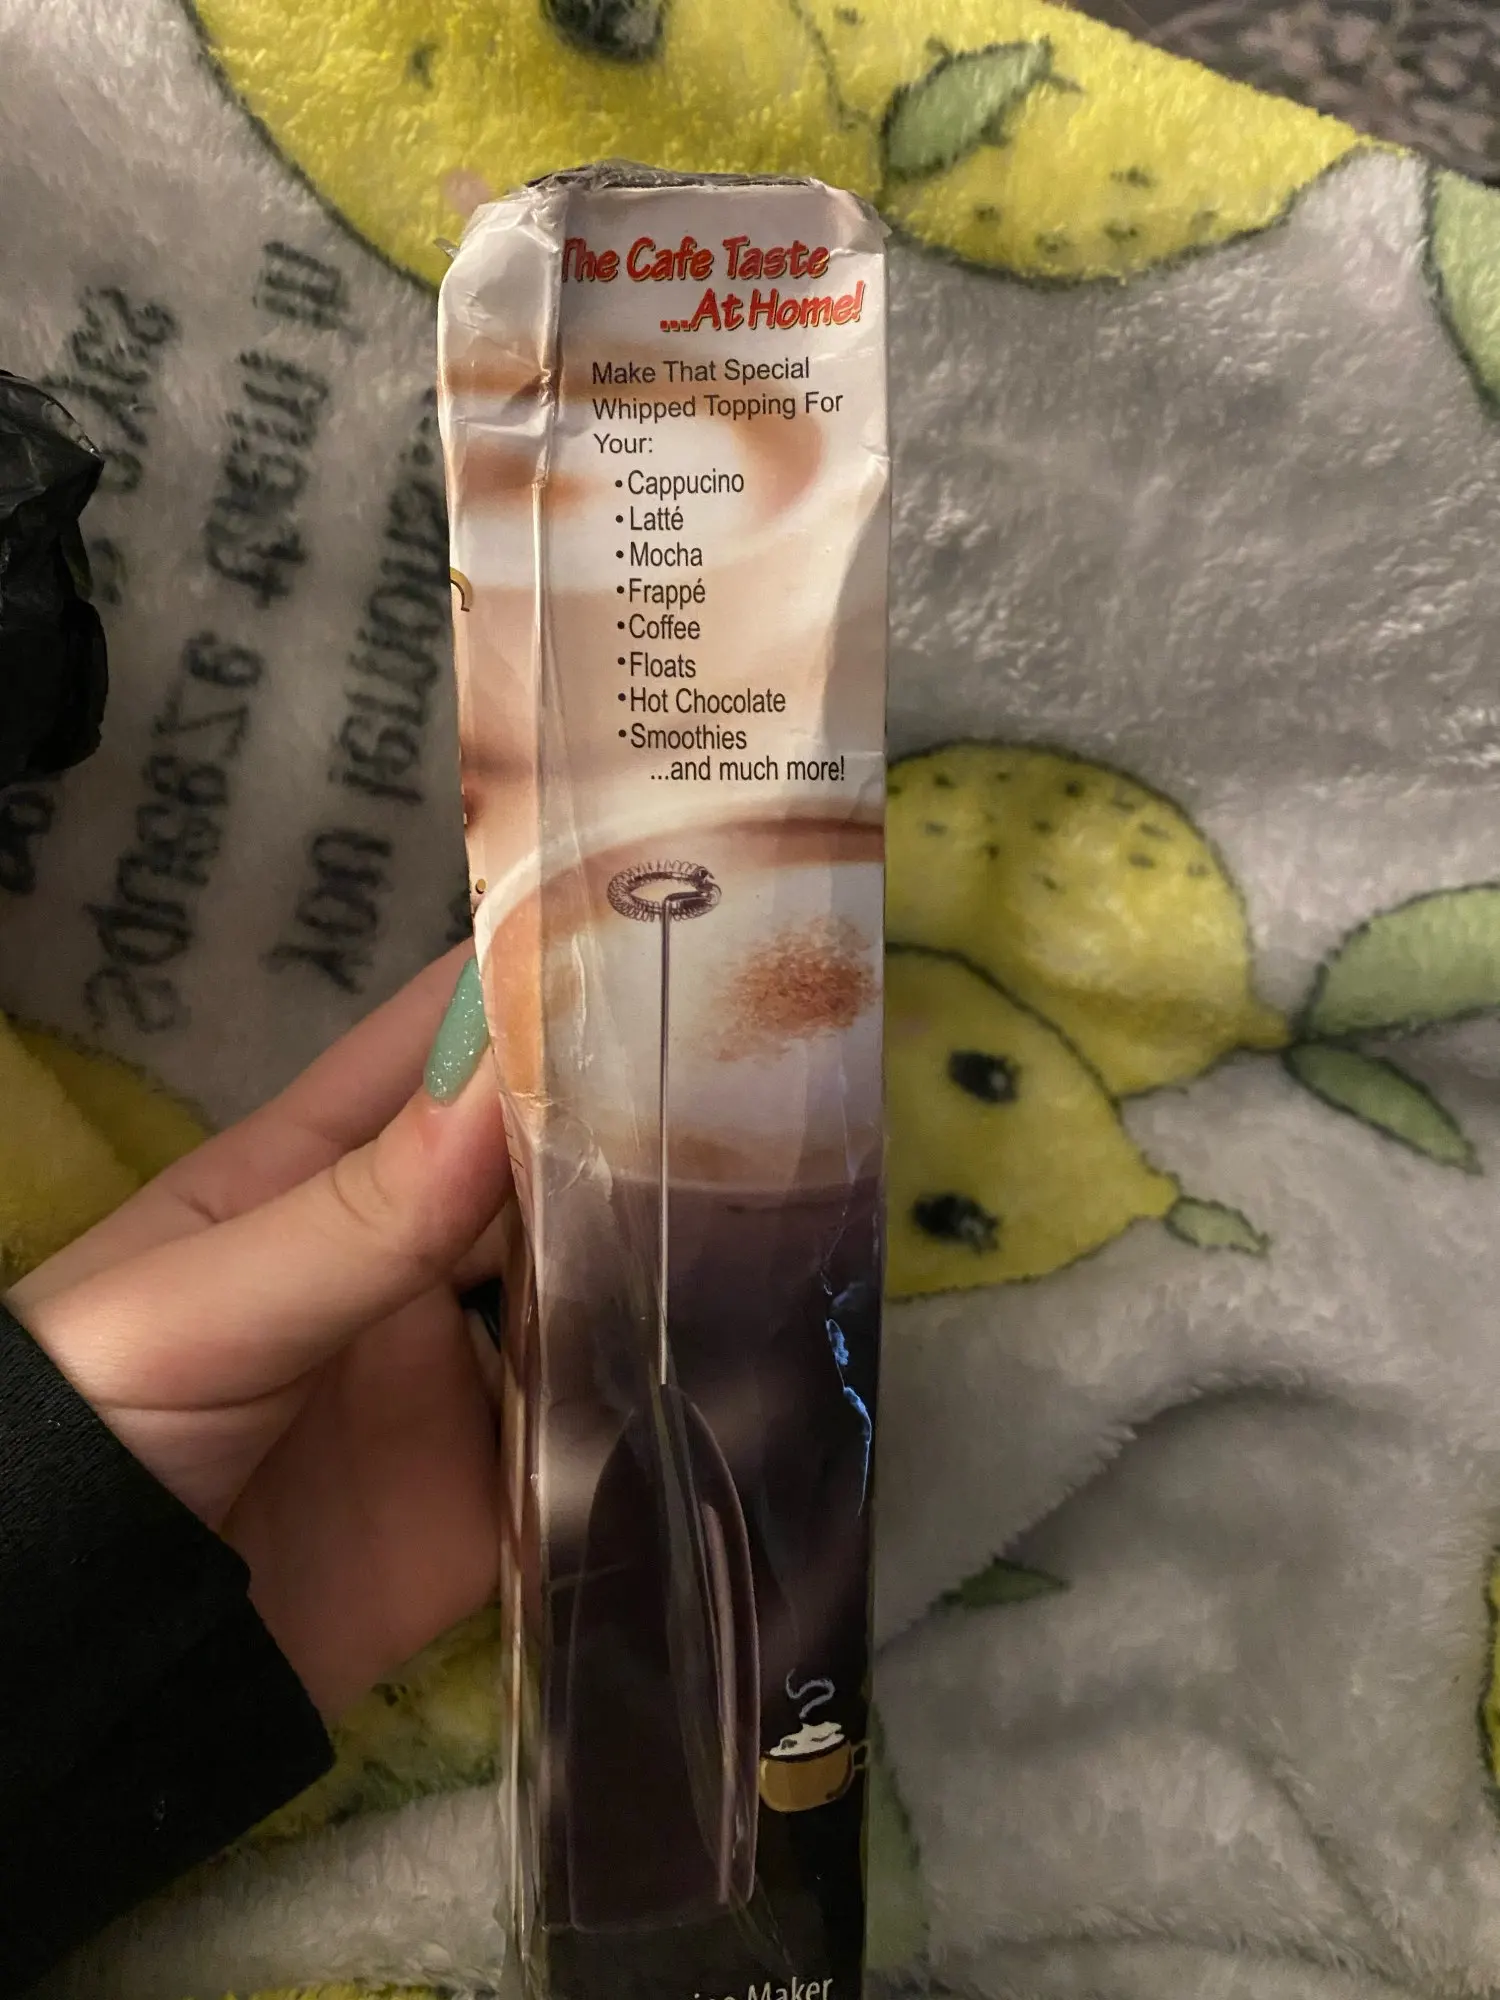 The Cafe Taste
...At Home!
Make That Special
Whipped Topping For
Your:
•Cappucino
•Latté
•Mocha
•Frappé
•Coffee
•Floats
•Hot Chocolate
•Smoothies
...and much more!
Maker